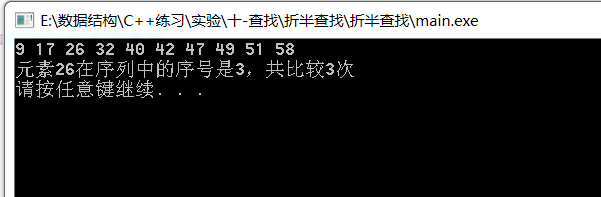 E:\数据结构\C++练习\实验\十-查找\折半查找\折半查找\main.exe
9 17 26 32 40 42 47 49 51 58
元素26在序列中的序号是3，共比较3次
请按任意键继续. . .